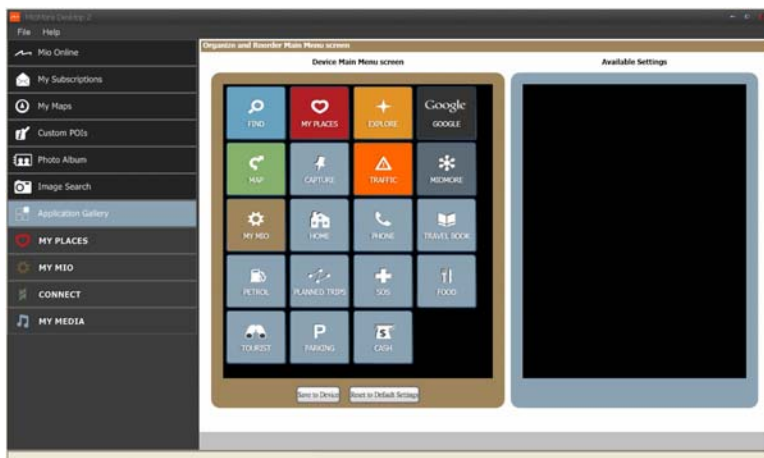 MioMore Desktop 2
File Help
Mio Online
My Subscriptions
My Maps
Custom POIs
Photo Album
Image Search
Application Gallery
MY PLACES
MY MIO
CONNECT
MY MEDIA
Organize and Reorder Main Menu screen
Device Main Menu screen
Available Settings
FIND
MY PLACES
EXPLORE
Google
GOOGLE
MAP
CAPTURE
TRAFFIC
MIOMORE
MY MIO
HOME
PHONE
TRAVEL BOOK
PETROL
PLANNED TRIPS
SOS
FOOD
TOURIST
P
PARKING
$
CASH
Save to Device
Reset to Default Settings